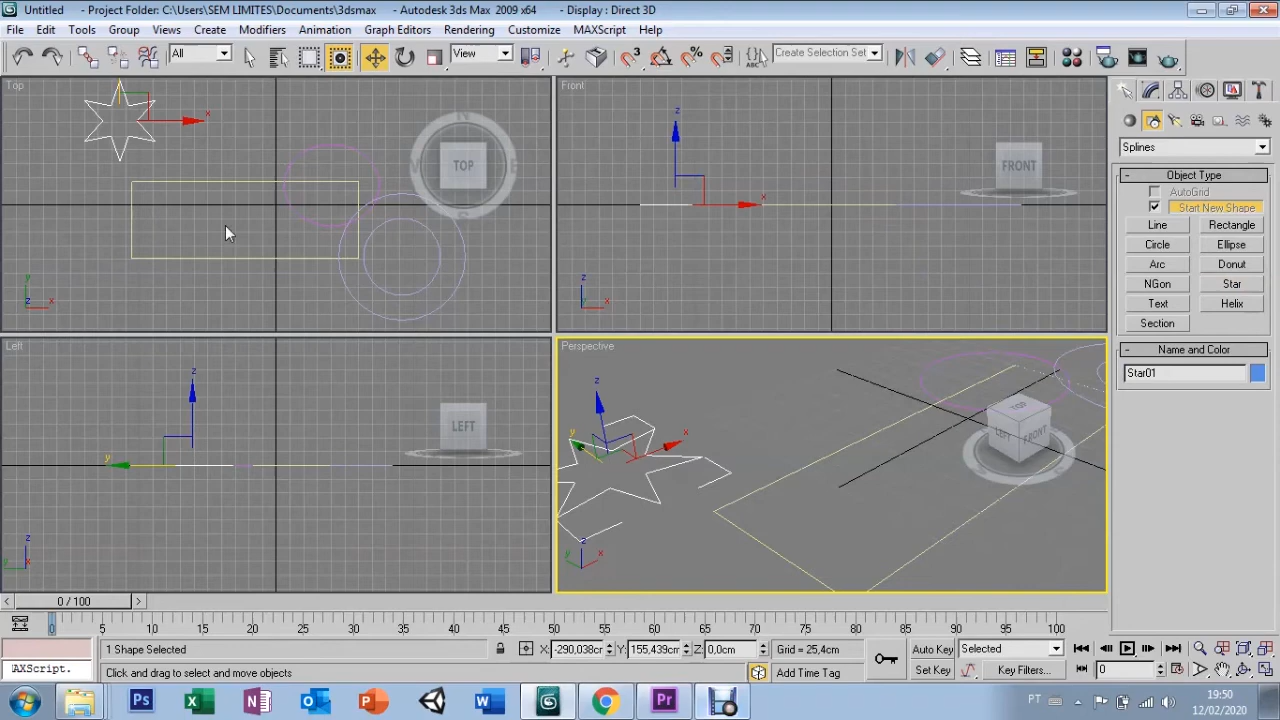 Untitled - Project Folder: C:\Users\SEM LIMITES\Documents\3dsmax - Autodesk 3ds Max 2009 x64 - Display : Direct 3D
File Edit Tools Group Views Create Modifiers Animation Graph Editors Rendering Customize MAXScript Help
All View Create Selection Set
Top
TOP
x
y
z x
Front
FRONT
z
x
z
x
Splines
Object Type
AutoGrid
Start New Shape
Line Rectangle
Circle Ellipse
Arc Donut
NGon Star
Text Helix
Section
Name and Color
Star01
Left
LEFT
z
y
z
y
Perspective
TOP
LEFT FRONT
z
y x
z
y x
0 / 100
0 5 10 15 20 25 30 35 40 45 50 55 60 65 70 75 80 85 90 95 100
1 Shape Selected X: -290,038cm Y: 155,439cm Z: 0,0cm Grid = 25,4cm Auto Key Selected
AXScript. Click and drag to select and move objects Add Time Tag Set Key Key Filters... 0
PT 19:50
12/02/2020